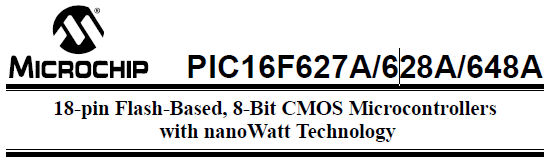 MICROCHIP
PIC16F627A/628A/648A
18-pin Flash-Based, 8-Bit CMOS Microcontrollers
with nanoWatt Technology